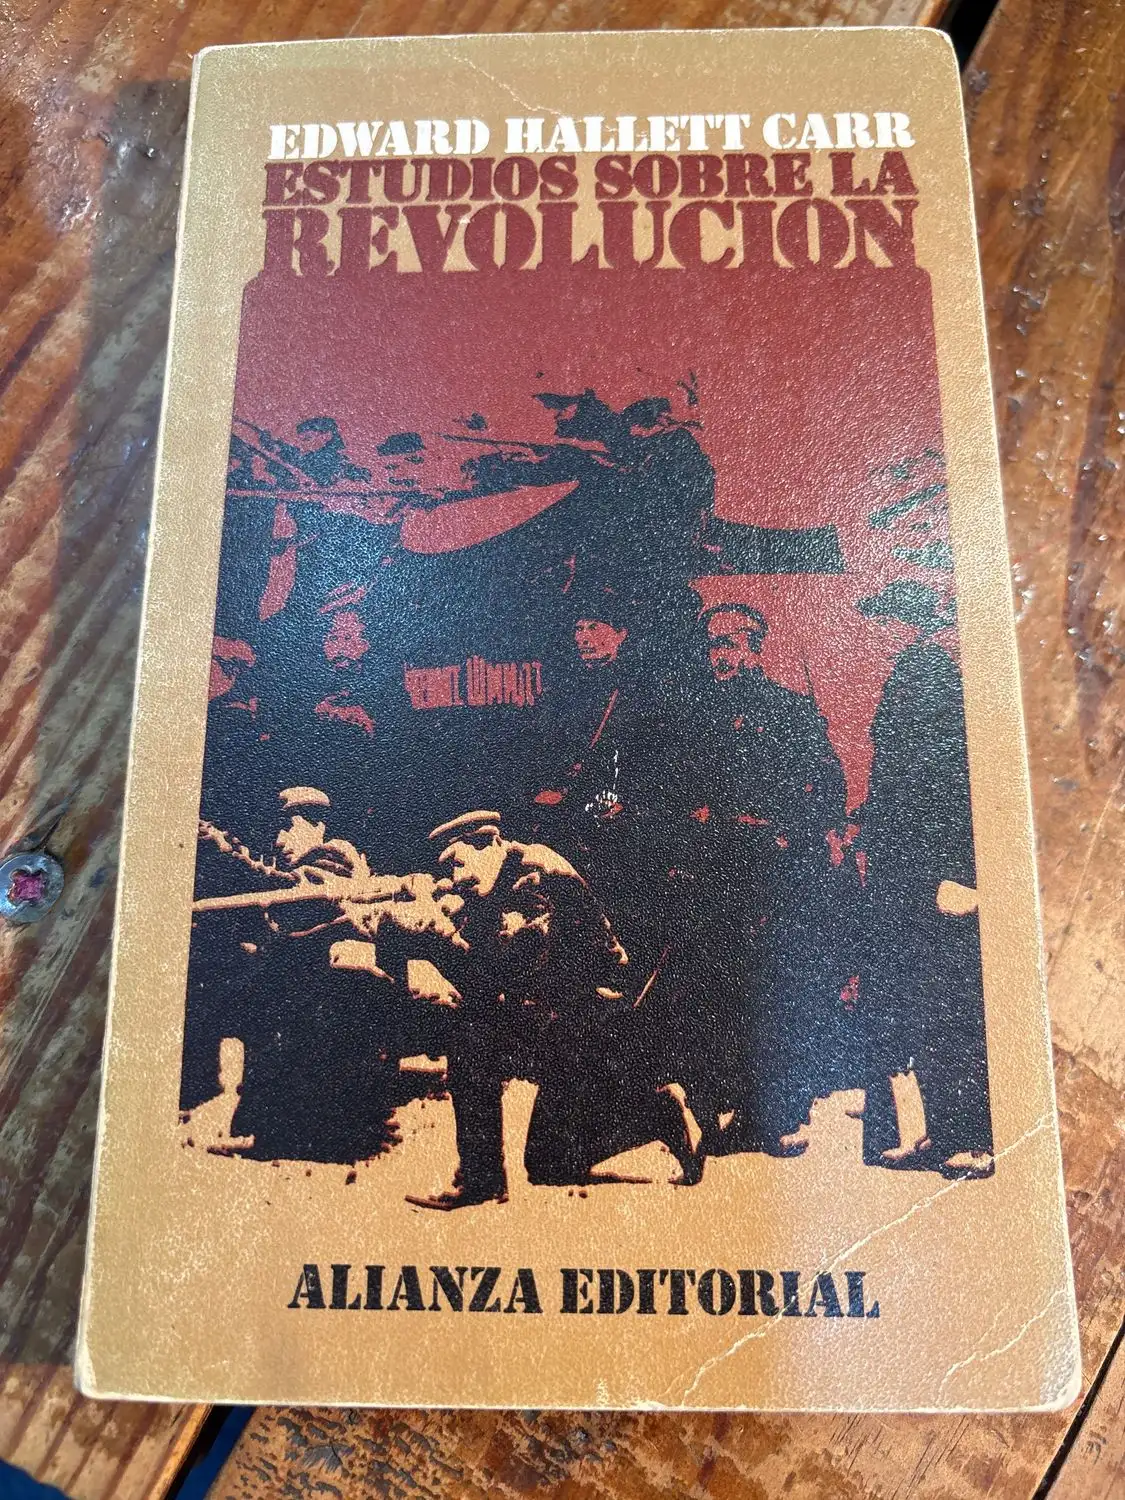 EDWARD HALLETT CARR
ESTUDIOS SOBRE LA
REVOLUCION
ALIANZA EDITORIAL